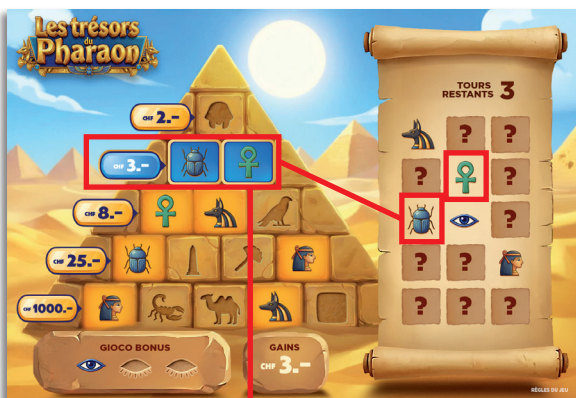 Les trésors
du
Pharaon
CHF 2.-
CHF 3.-
CHF 8.-
CHF 25.-
CHF 1000.-
GIOCO BONUS
GAINS
CHF 3.-
TOURS
RESTANTS 3
? ?
? ?
?
? ?
? ? ?
RÈGLES DU JEU